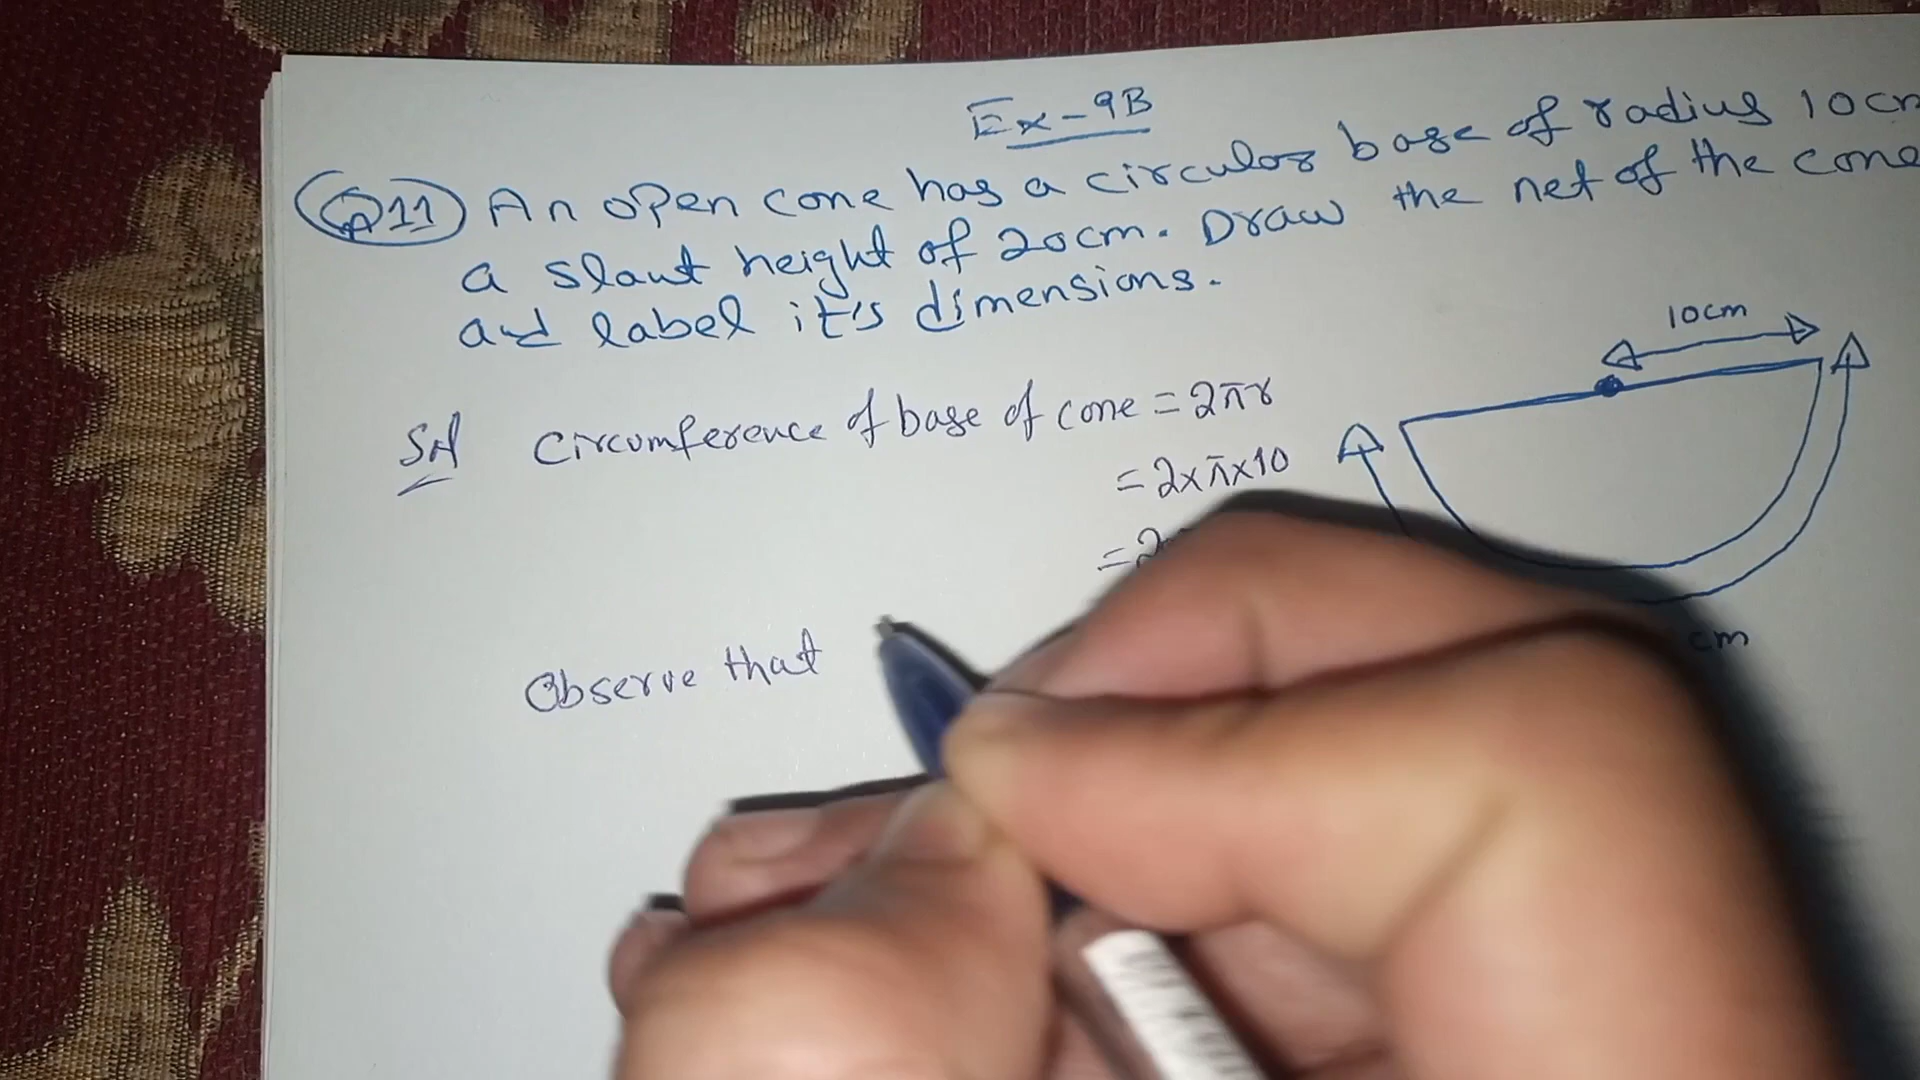 Ex-9B
Q11 An open cone has a circular base of radius 10cm
a slant height of 20cm. Draw the net of the cone
and label it's dimensions.
10cm
Sol Circumference of base of cone = 2πr
= 2×π×10
= 2
cm
Observe that